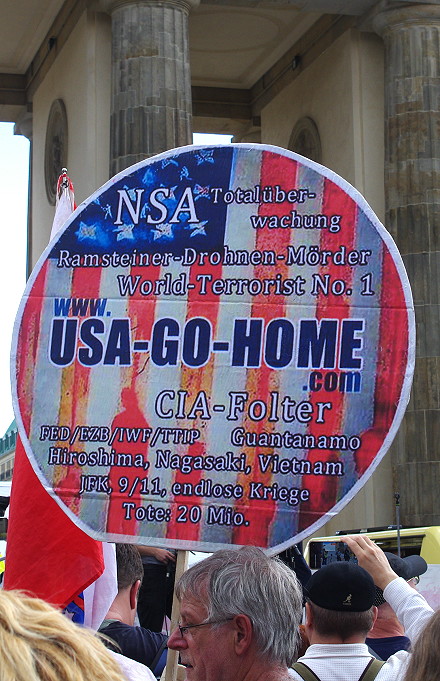 NSA Totalüber-
wachung
Ramsteiner-Drohnen-Mörder
World-Terrorist No. 1
www.
USA-GO-HOME
.com
CIA-Folter
FED/EZB/IWF/TTIP Guantanamo
Hiroshima, Nagasaki, Vietnam
JFK, 9/11, endlose Kriege
Tote: 20 Mio.